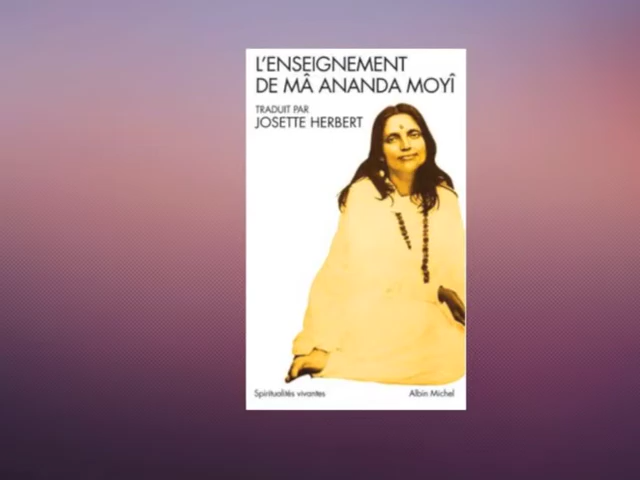 L'ENSEIGNEMENT
DE MÂ ANANDA MOYÎ
TRADUIT PAR
JOSETTE HERBERT
Spiritualités vivantes
Albin Michel